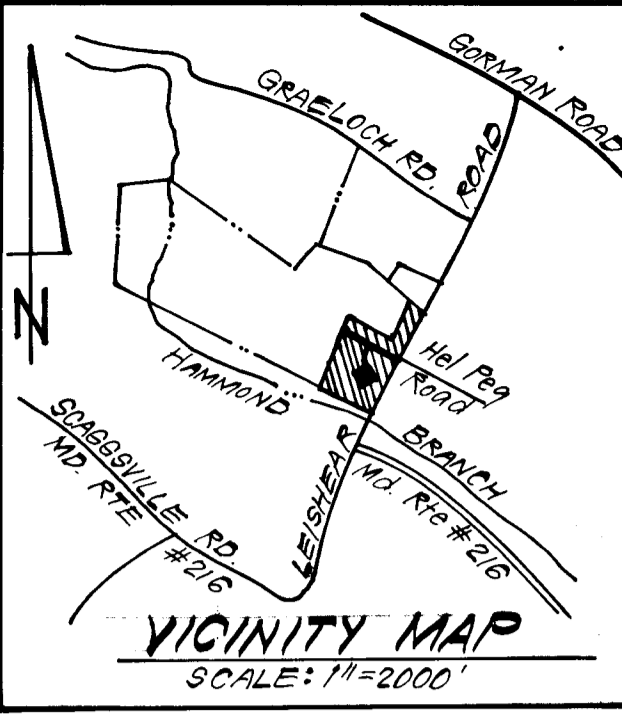 GORMAN ROAD
GRAELOCH RD.
LEISHEAR ROAD
N
Hel Peg
Road
HAMMOND BRANCH
SCAGGSVILLE RD.
MD. RTE #216
Md. Rte #216
VICINITY MAP
SCALE: 1"=2000'